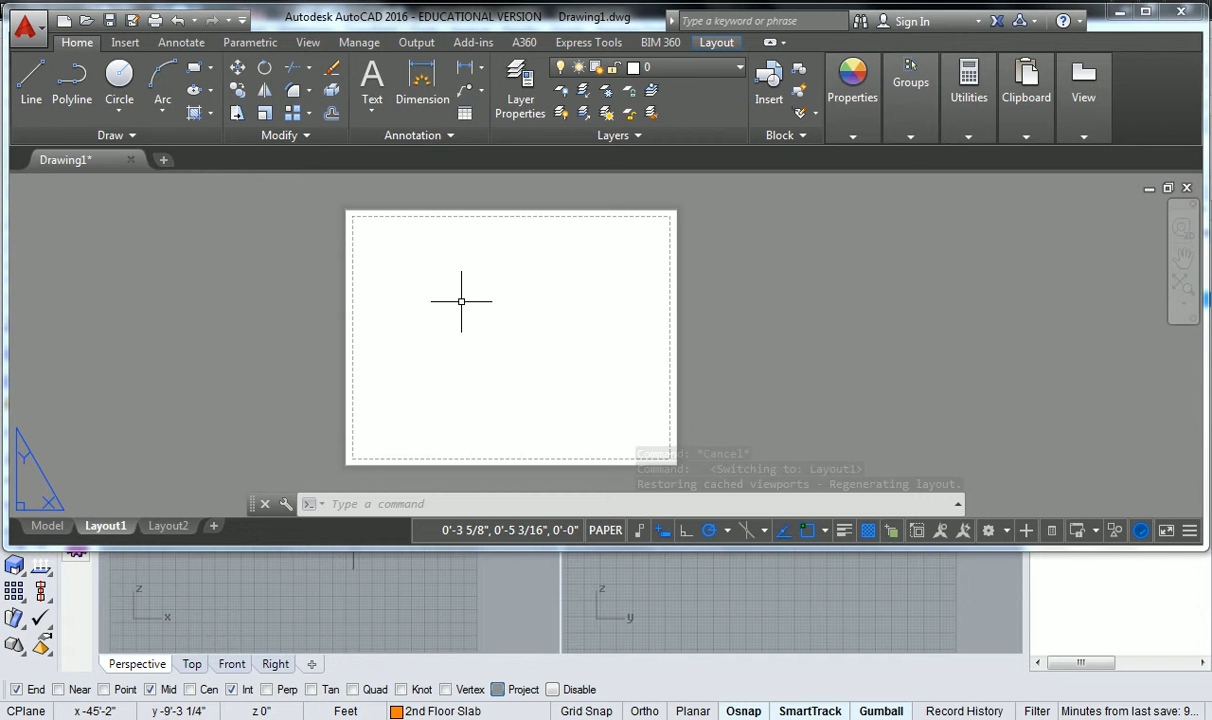 Autodesk AutoCAD 2016 - EDUCATIONAL VERSION Drawing1.dwg
Type a keyword or phrase
Sign In
Home Insert Annotate Parametric View Manage Output Add-ins A360 Express Tools BIM 360 Layout
0
Line Polyline Circle Arc Text Dimension Layer Properties Insert Properties Groups Utilities Clipboard View
Draw Modify Annotation Layers Block
Drawing1*
Y
X
Command: *Cancel*
Command: <Switching to: Layout1>
Restoring cached viewports - Regenerating layout.
Type a command
Model Layout1 Layout2
0'-3 5/8", 0'-5 3/16", 0'-0" PAPER
z x z y
Perspective Top Front Right
End Near Point Mid Cen Int Perp Tan Quad Knot Vertex Project Disable
CPlane x -45'-2" y -9'-3 1/4" z 0" Feet 2nd Floor Slab Grid Snap Ortho Planar Osnap SmartTrack Gumball Record History Filter Minutes from last save: 9...